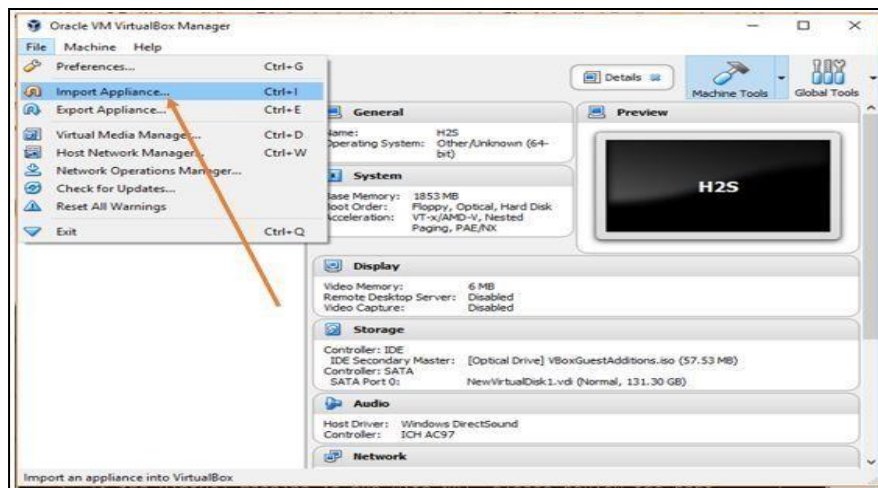 Oracle VM VirtualBox Manager
File Machine Help
Preferences... Ctrl+G
Import Appliance... Ctrl+I
Export Appliance... Ctrl+E
Virtual Media Manager... Ctrl+D
Host Network Manager... Ctrl+W
Network Operations Manager...
Check for Updates...
Reset All Warnings
Exit Ctrl+Q
Details
Machine Tools
Global Tools
General
Name: H2S
Operating System: Other/Unknown (64-
bit)
System
Base Memory: 1853 MB
Boot Order: Floppy, Optical, Hard Disk
Acceleration: VT-x/AMD-V, Nested
Paging, PAE/NX
Preview
H2S
Display
Video Memory: 6 MB
Remote Desktop Server: Disabled
Video Capture: Disabled
Storage
Controller: IDE
IDE Secondary Master: [Optical Drive] VBoxGuestAdditions.iso (57.53 MB)
Controller: SATA
SATA Port 0: NewVirtualDisk1.vdi (Normal, 131.30 GB)
Audio
Host Driver: Windows DirectSound
Controller: ICH AC97
Network
Import an appliance into VirtualBox